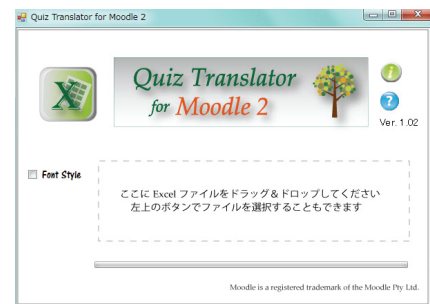 Quiz Translator for Moodle 2
Quiz Translator
for Moodle 2
Ver. 1.02
Font Style
ここに Excel ファイルをドラッグ＆ドロップしてください
左上のボタンでファイルを選択することもできます
Moodle is a registered trademark of the Moodle Pty Ltd.